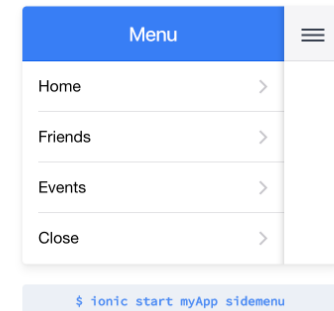 Menu
Home
Friends
Events
Close
$ ionic start myApp sidemenu